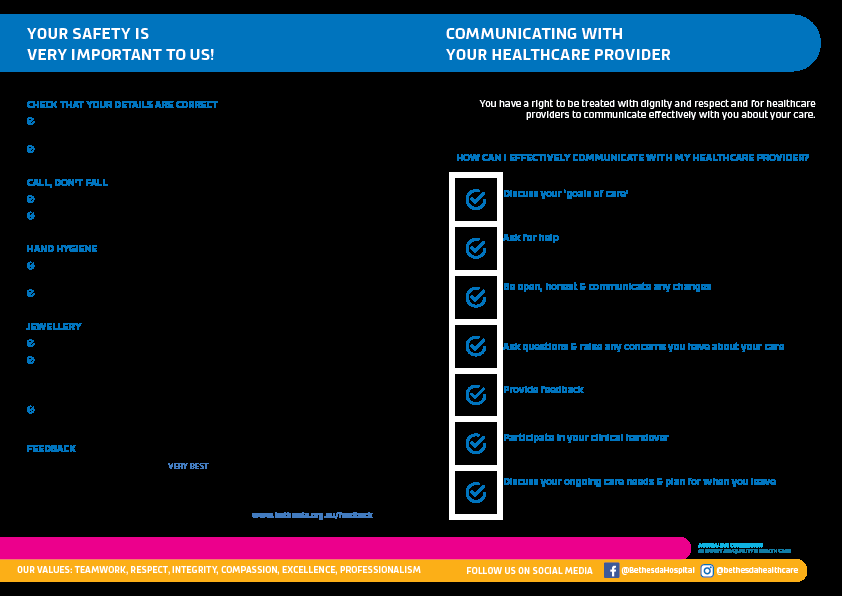 YOUR SAFETY IS
VERY IMPORTANT TO US!
CHECK THAT YOUR DETAILS ARE CORRECT
CALL, DON'T FALL
HAND HYGIENE
JEWELLERY
FEEDBACK
VERY BEST
www.bethesda.org.au/feedback
COMMUNICATING WITH
YOUR HEALTHCARE PROVIDER
You have a right to be treated with dignity and respect and for healthcare
providers to communicate effectively with you about your care.
HOW CAN I EFFECTIVELY COMMUNICATE WITH MY HEALTHCARE PROVIDER?
Discuss your 'goals of care'
Ask for help
Be open, honest & communicate any changes
Ask questions & raise any concerns you have about your care
Provide feedback
Participate in your clinical handover
Discuss your ongoing care needs & plan for when you leave
OUR VALUES: TEAMWORK, RESPECT, INTEGRITY, COMPASSION, EXCELLENCE, PROFESSIONALISM
FOLLOW US ON SOCIAL MEDIA @BethesdaHospital @bethesdahealthcare